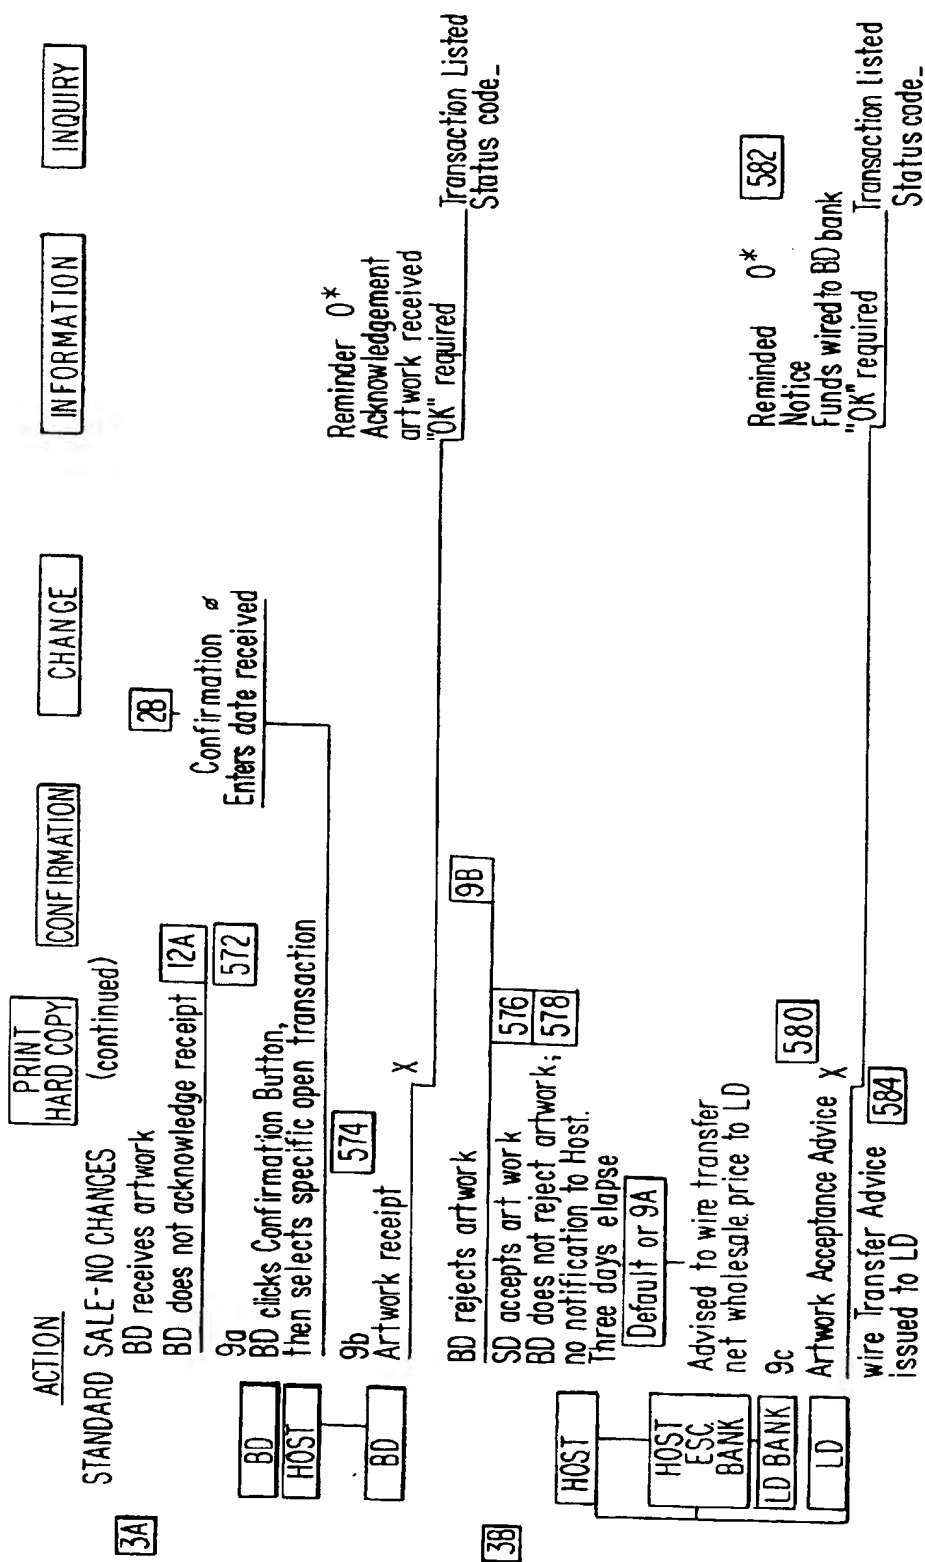 ACTION
PRINT
HARD COPY
CONFIRMATION
CHANGE
INFORMATION
INQUIRY
STANDARD SALE-NO CHANGES
(continued)
3A
BD receives artwork
BD does not acknowledge receipt
12A
2B
9a
572
BD
BD clicks Confirmation Button,
HOST
then selects specific open transaction
Confirmation ø
Enters date received
9b
574
BD
Artwork receipt
X
Reminder O*
Acknowledgement
artwork received
"OK" required
Transaction Listed
Status code_
3B
BD rejects artwork
9B
SD accepts art work
576
BD does not reject artwork;
578
no notification to Host.
Three days elapse
HOST
Default or 9A
HOST
ESC.
BANK
Advised to wire transfer
net wholesale price to LD
LD BANK
9c
580
LD
Artwork Acceptance Advice
X
wire Transfer Advice
issued to LD
584
Reminded O*
Notice
Funds wired to BD bank
"OK" required
582
Transaction Listed
Status code_